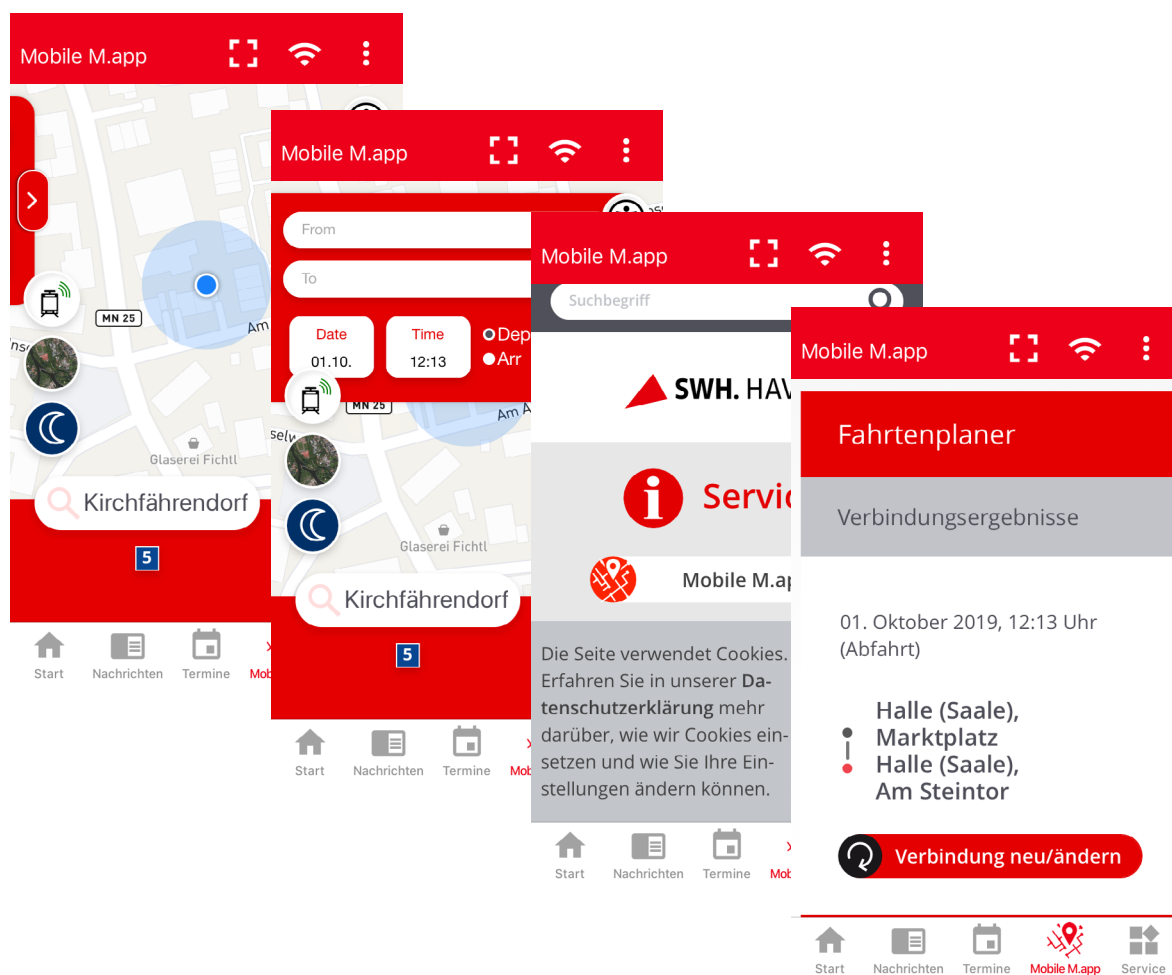 Mobile M.app
MN 25
Am
Glaserei Fichtl
Kirchfährendorf
5
Start
Nachrichten
Termine
Mob
Mobile M.app
From
To
Date
01.10.
Time
12:13
Dep
Arr
MN 25
Am A
selw
Glaserei Fichtl
Kirchfährendorf
5
Start
Nachrichten
Termine
Mob
Mobile M.app
Suchbegriff
SWH. HAV
Servic
Mobile M.ap
Die Seite verwendet Cookies.
Erfahren Sie in unserer Da-
tenschutzerklärung mehr
darüber, wie wir Cookies ein-
setzen und wie Sie Ihre Ein-
stellungen ändern können.
Start
Nachrichten
Termine
Mob
Mobile M.app
Fahrtenplaner
Verbindungsergebnisse
01. Oktober 2019, 12:13 Uhr
(Abfahrt)
Halle (Saale),
Marktplatz
Halle (Saale),
Am Steintor
Verbindung neu/ändern
Start
Nachrichten
Termine
Mobile M.app
Service